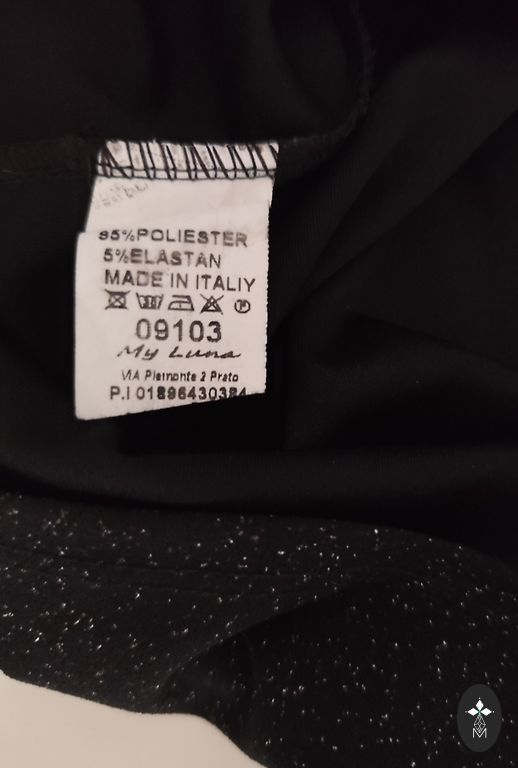 95%POLIESTER
5%ELASTAN
MADE IN ITALIY
09103
My Luna
VIA Piemonte 2 Prato
P.I 01896430384
M